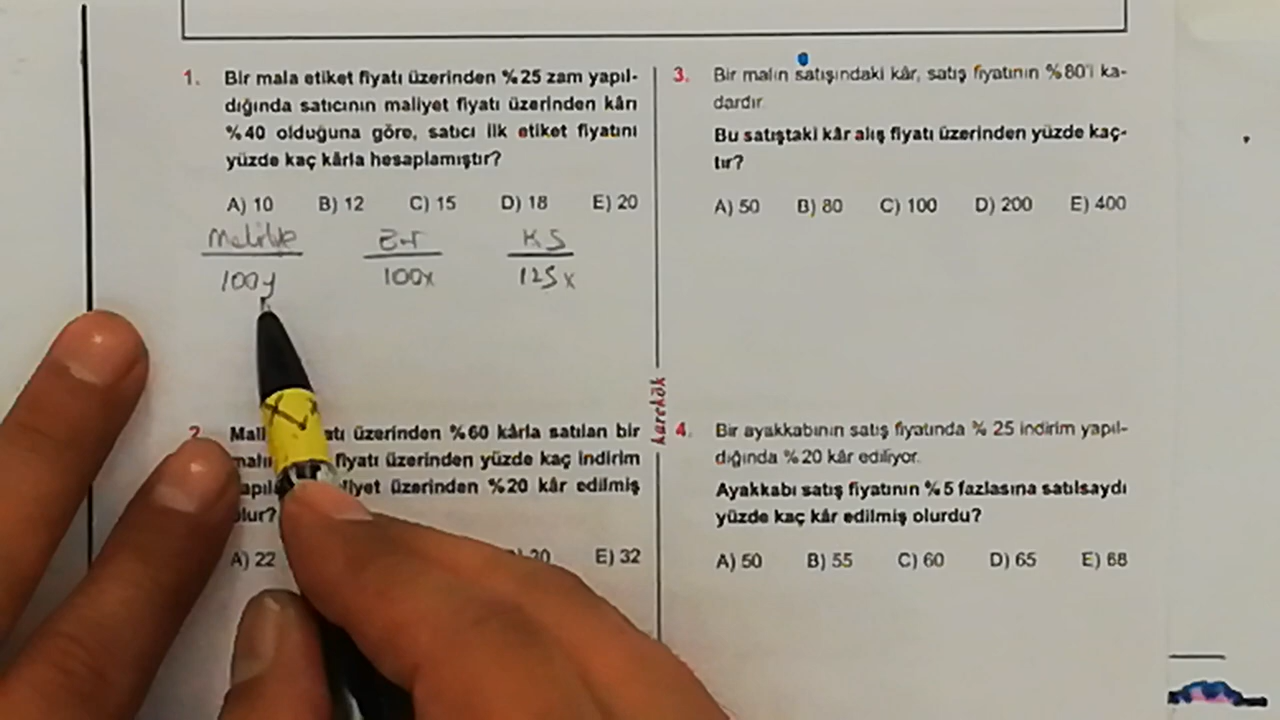 1. Bir mala etiket fiyatı üzerinden %25 zam yapıl-
dığında satıcının maliyet fiyatı üzerinden kârı
%40 olduğuna göre, satıcı ilk etiket fiyatını
yüzde kaç kârla hesaplamıştır?
A) 10 B) 12 C) 15 D) 18 E) 20
KS
100y 100x 125x
2.
üzerinden %60 kârla satılan bir
fiyatı üzerinden yüzde kaç indirim
üzerinden %20 kâr edilmiş
A) 22 E) 32
karekök
3. Bir malın satışındaki kâr, satış fiyatının %80'i ka-
dardır.
Bu satıştaki kâr alış fiyatı üzerinden yüzde kaç-
tır?
A) 50 B) 80 C) 100 D) 200 E) 400
4. Bir ayakkabının satış fiyatında % 25 indirim yapıl-
dığında %20 kâr ediliyor.
Ayakkabı satış fiyatının %5 fazlasına satılsaydı
yüzde kaç kâr edilmiş olurdu?
A) 50 B) 55 C) 60 D) 65 E) 68